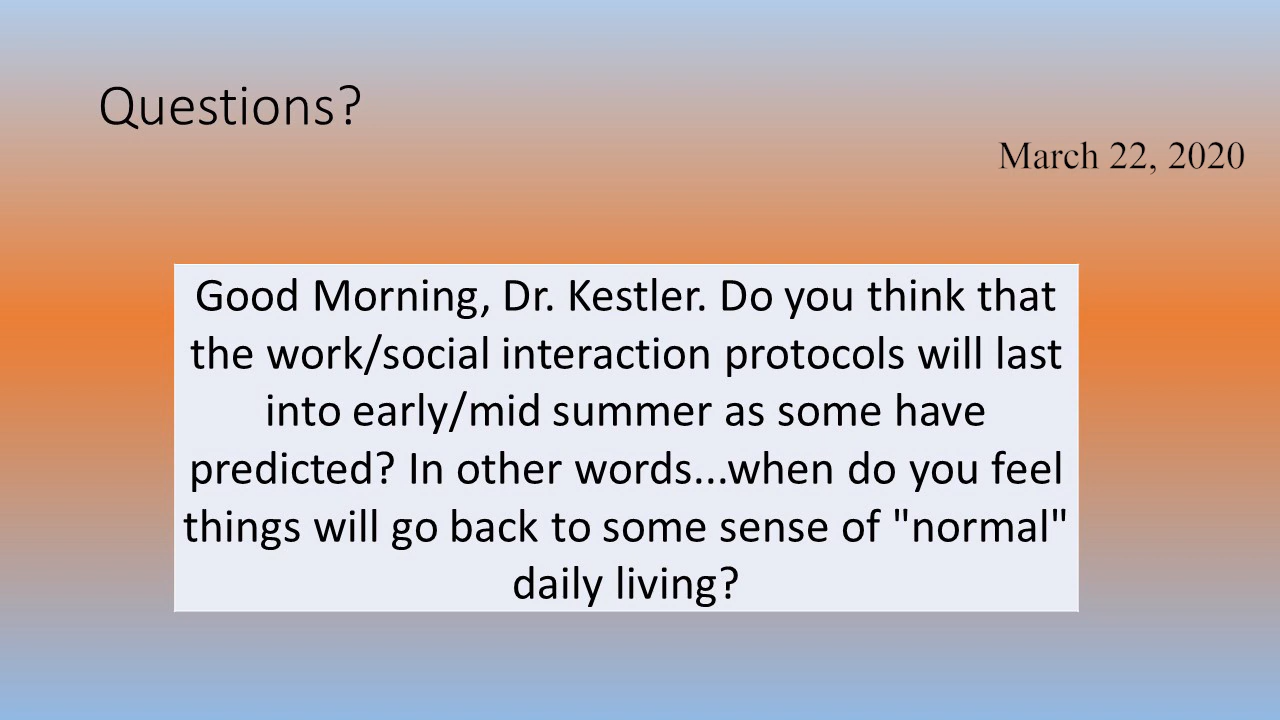 Questions?
March 22, 2020
Good Morning, Dr. Kestler. Do you think that
the work/social interaction protocols will last
into early/mid summer as some have
predicted? In other words...when do you feel
things will go back to some sense of "normal"
daily living?